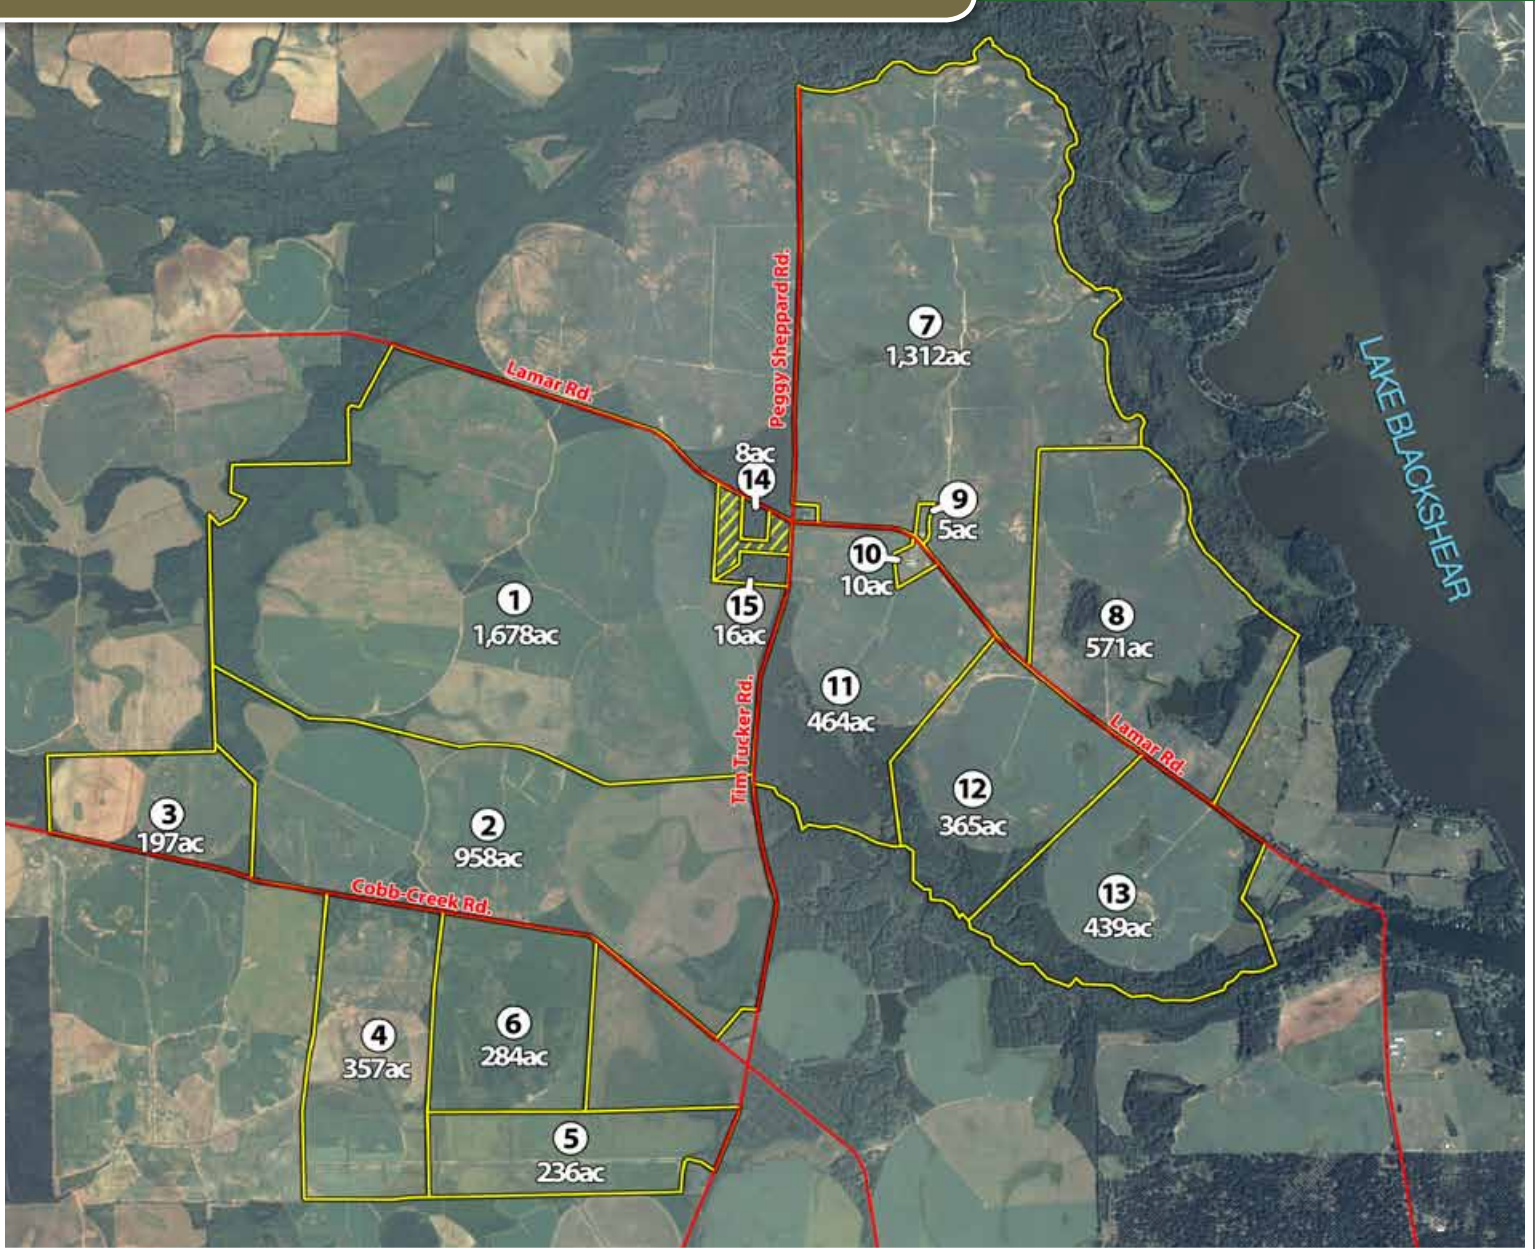 Lamar Rd.
Peggy Sheppard Rd.
7
1,312ac
LAKE BLACKSHEAR
8ac
14
9
5ac
10
10ac
1
1,678ac
15
16ac
8
571ac
11
464ac
Tim Tucker Rd.
Lamar Rd.
12
365ac
3
197ac
2
958ac
Cobb-Creek Rd.
13
439ac
4
357ac
6
284ac
5
236ac